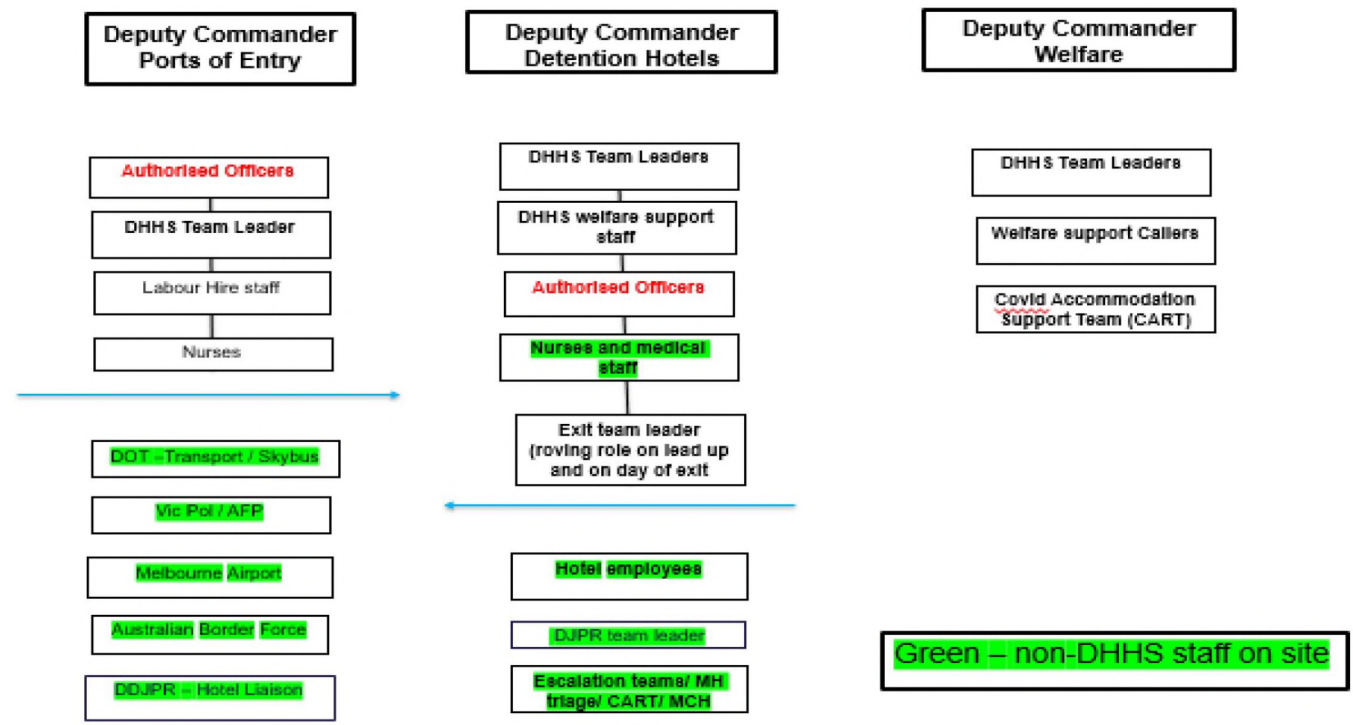 Deputy Commander
Ports of Entry
Authorised Officers
DHHS Team Leader
Labour Hire staff
Nurses
DOT –Transport / Skybus
Vic Pol / AFP
Melbourne Airport
Australian Border Force
DDJPR – Hotel Liaison
Deputy Commander
Detention Hotels
DHHS Team Leaders
DHHS welfare support
staff
Authorised Officers
Nurses and medical
staff
Exit team leader
(roving role on lead up
and on day of exit
Hotel employees
DJPR team leader
Escalation teams/ MH
triage/ CART/ MCH
Deputy Commander
Welfare
DHHS Team Leaders
Welfare support Callers
Covid Accommodation
Support Team (CART)
Green – non-DHHS staff on site